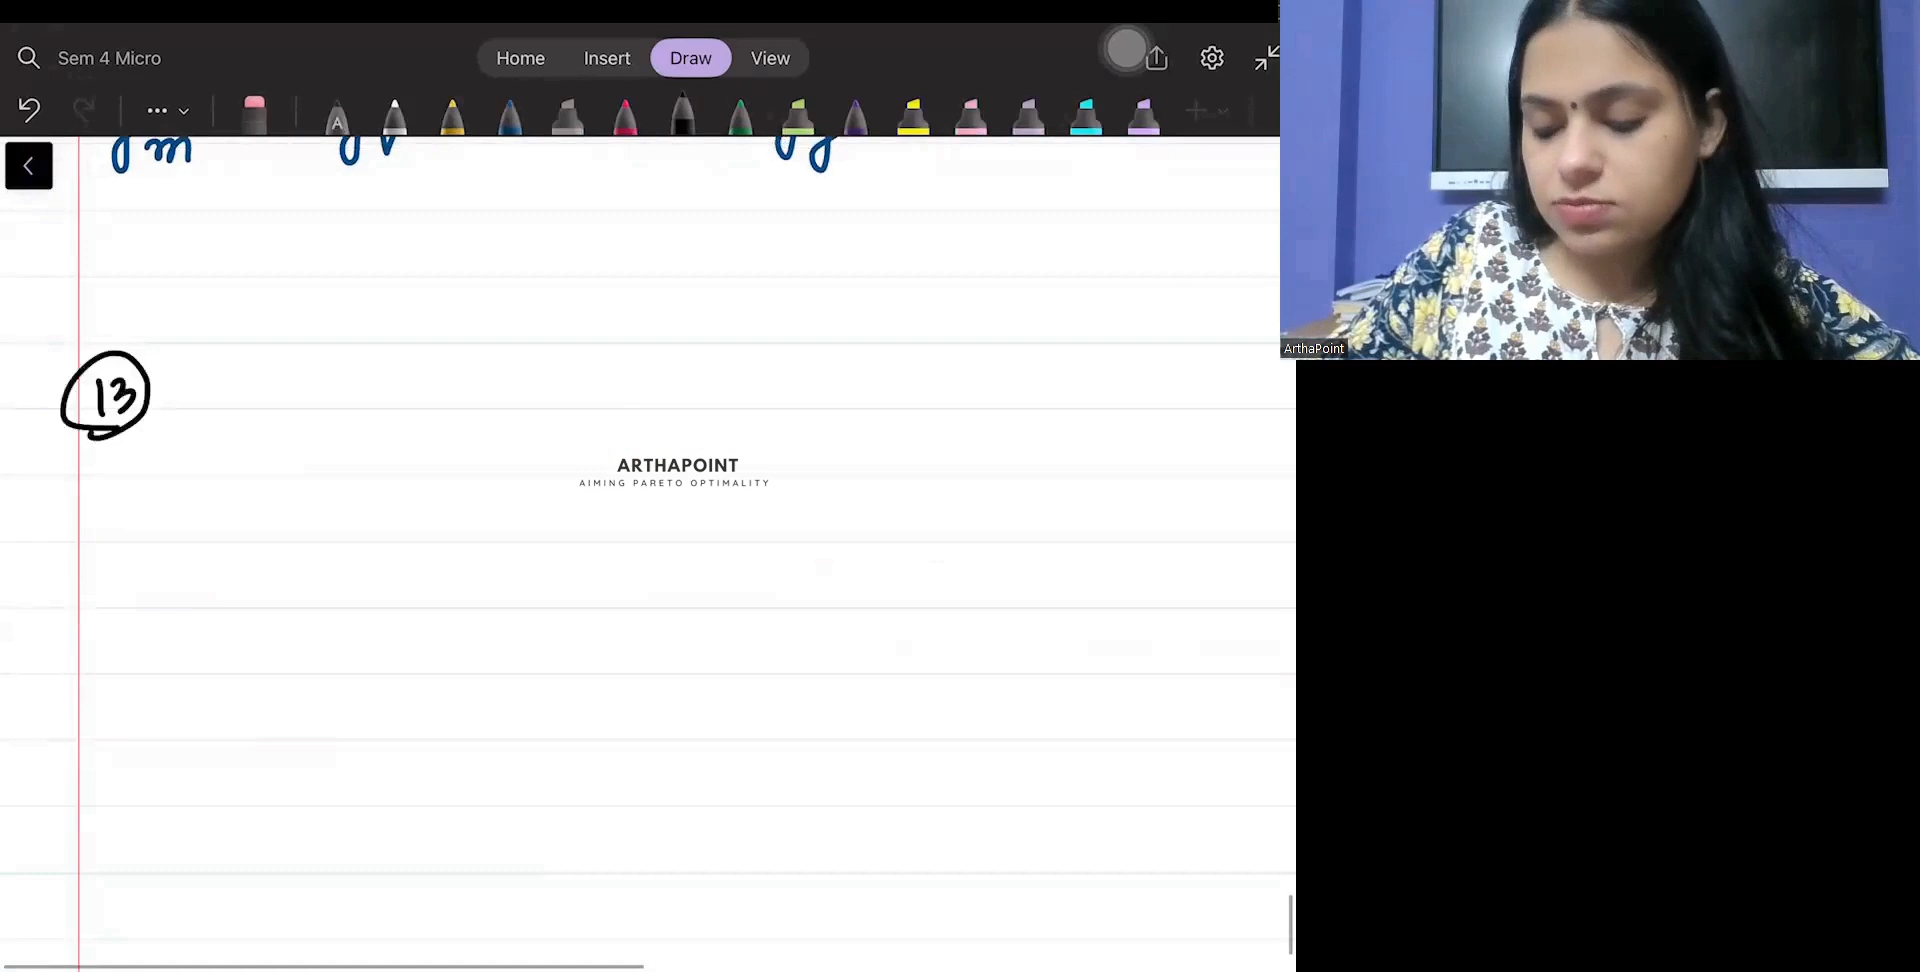 Sem 4 Micro
Home Insert Draw View
A
13
ARTHAPOINT
AIMING PARETO OPTIMALITY
ArthaPoint